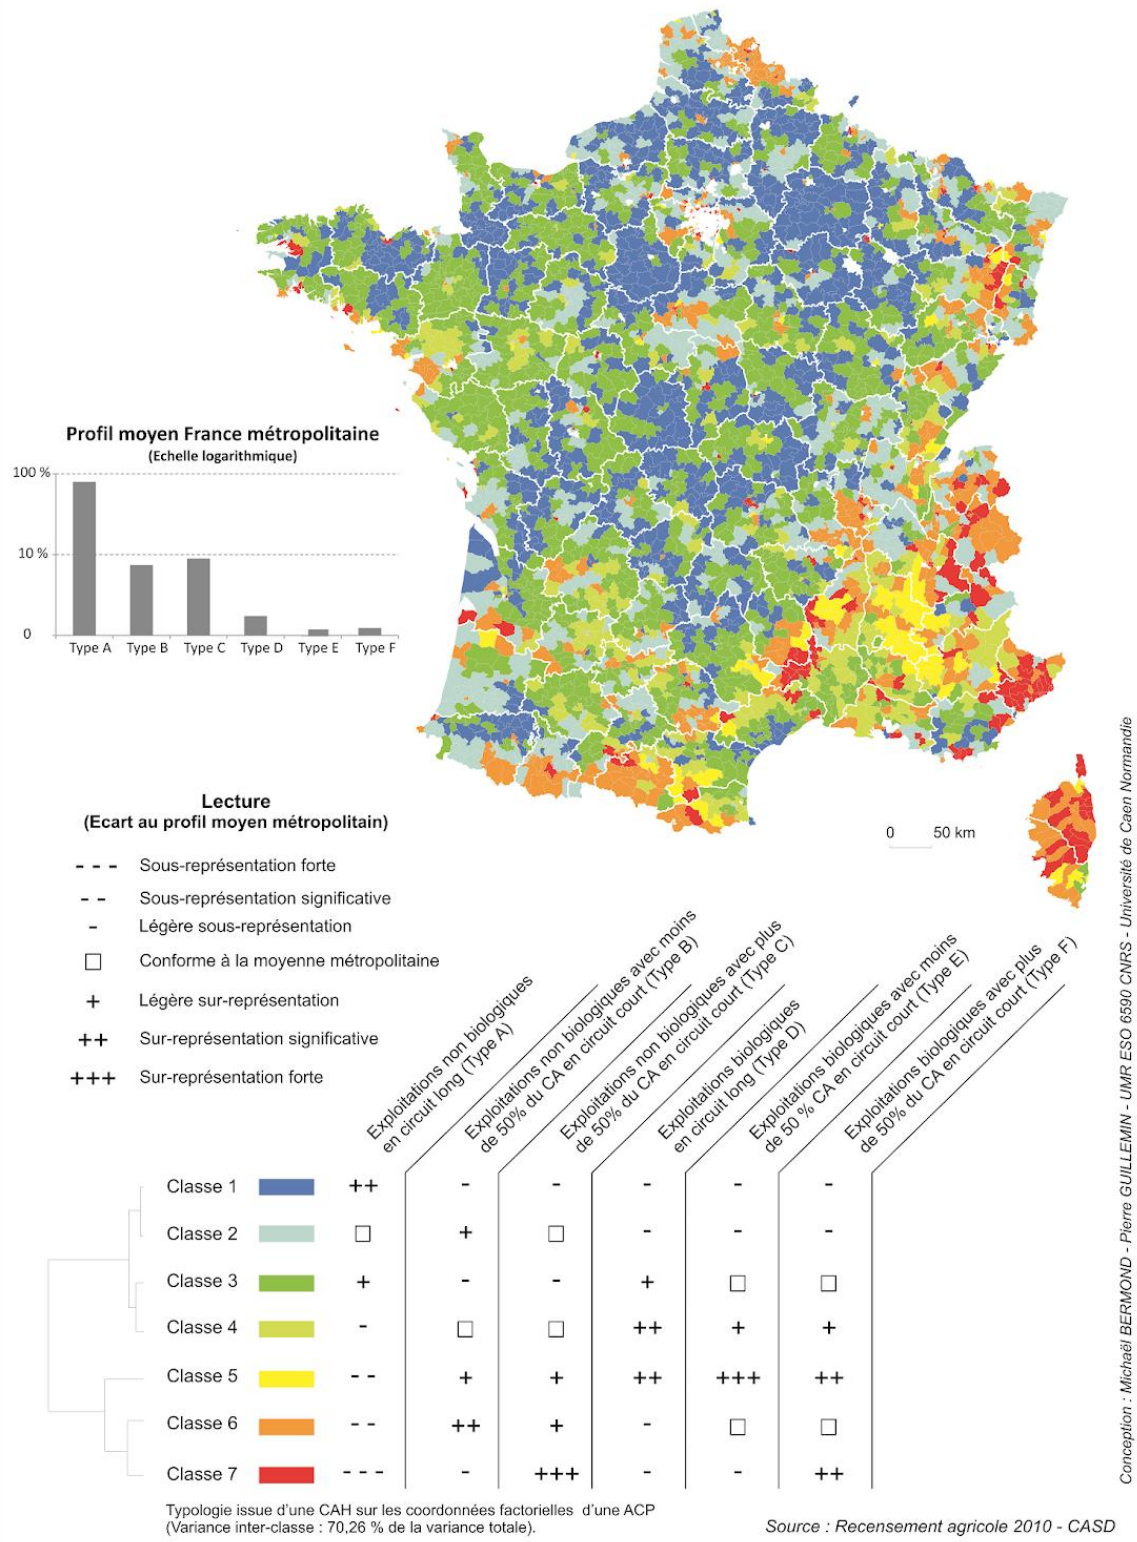 Profil moyen France métropolitaine
(Echelle logarithmique)
100 %
10 %
0
Type A Type B Type C Type D Type E Type F
Lecture
(Ecart au profil moyen métropolitain)
- - - Sous-représentation forte
- - Sous-représentation significative
- Légère sous-représentation
□ Conforme à la moyenne métropolitaine
+ Légère sur-représentation
++ Sur-représentation significative
+++ Sur-représentation forte
0 50 km
Exploitations non biologiques
en circuit long (Type A)
Exploitations non biologiques avec moins
de 50% du CA en circuit court (Type B)
Exploitations non biologiques avec plus
de 50% du CA en circuit court (Type C)
Exploitations biologiques
en circuit long (Type D)
Exploitations biologiques avec moins
de 50 % CA en circuit court (Type E)
Exploitations biologiques avec plus
de 50% du CA en circuit court (Type F)
Classe 1 ++ - - - - -
Classe 2 □ + □ - - -
Classe 3 + - - + □ □
Classe 4 - □ □ ++ + +
Classe 5 - - + + ++ +++ ++
Classe 6 - - ++ + - □ □
Classe 7 - - - - +++ - - ++
Typologie issue d'une CAH sur les coordonnées factorielles d'une ACP
(Variance inter-classe : 70,26 % de la variance totale).
Source : Recensement agricole 2010 - CASD
Conception : Michaël BERMOND - Pierre GUILLEMIN - UMR ESO 6590 CNRS - Université de Caen Normandie